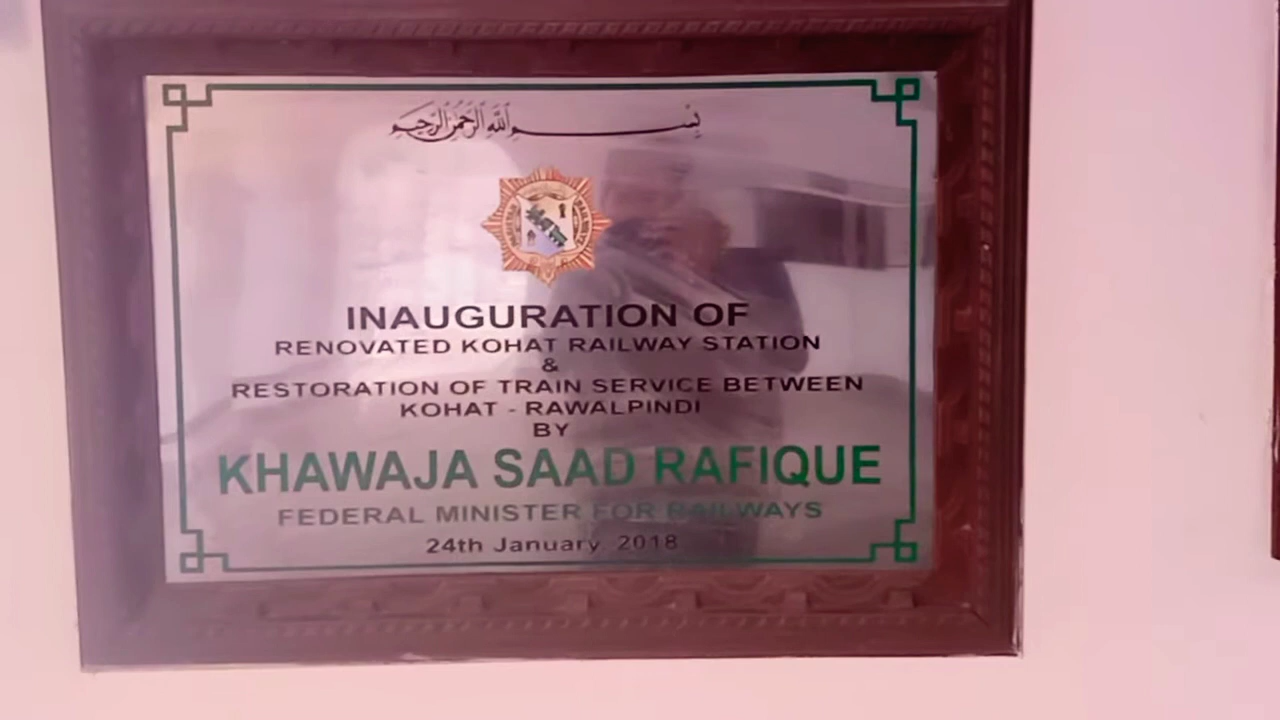 بسم الله الرحمن الرحيم
INAUGURATION OF
RENOVATED KOHAT RAILWAY STATION
&
RESTORATION OF TRAIN SERVICE BETWEEN
KOHAT - RAWALPINDI
BY
KHAWAJA SAAD RAFIQUE
FEDERAL MINISTER FOR RAILWAYS
24th January 2018